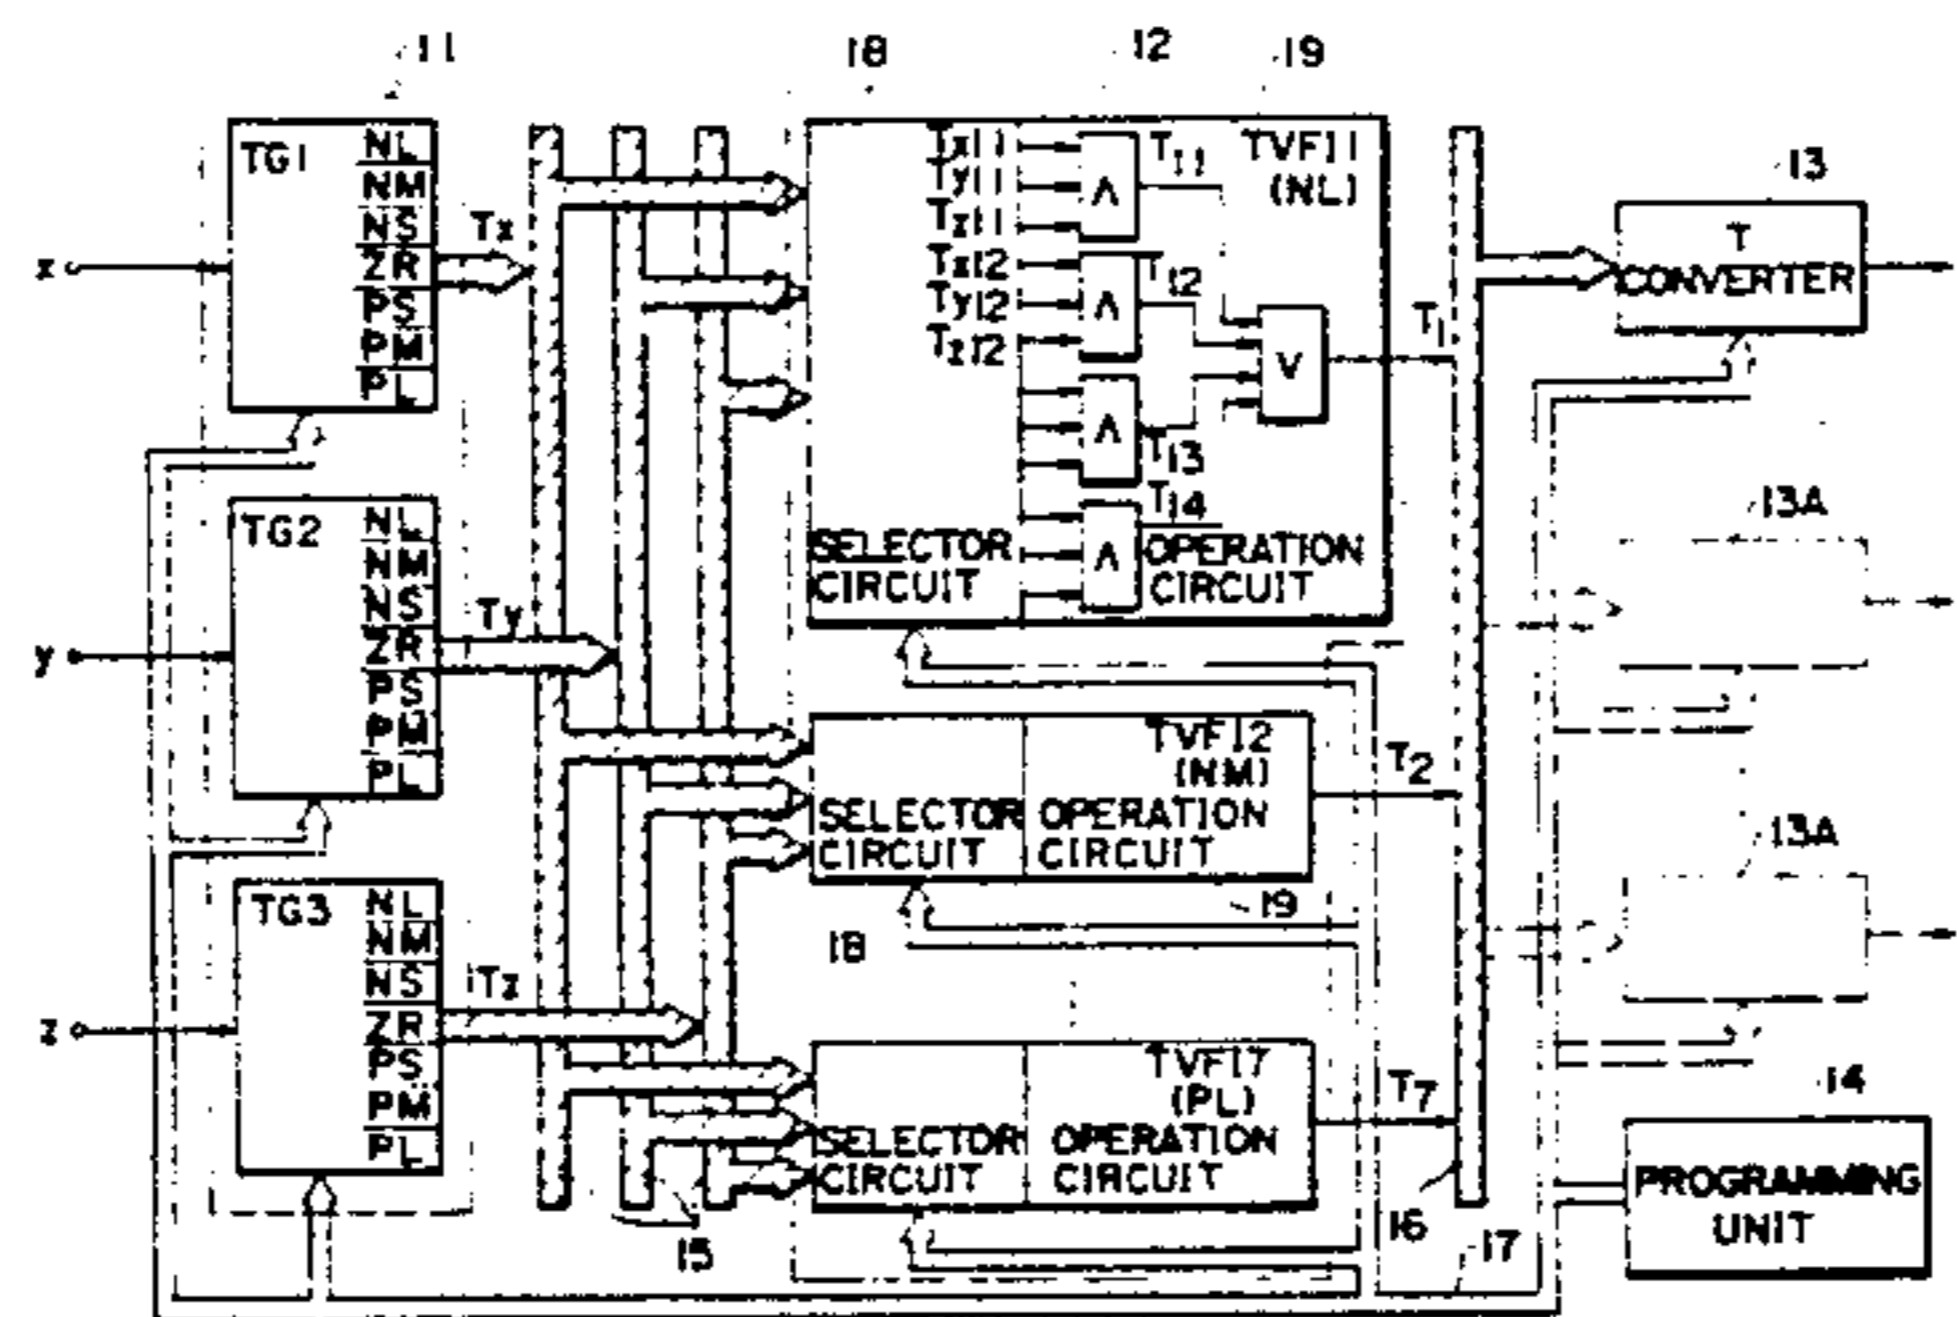 11
18
12
19
TG1
NL
NM
NS
ZR
PS
PM
PL
x
Tx
Tx11
Ty11
Tz11
Tx12
Ty12
Tz12
Λ
Λ
Λ
Λ
T11
T12
T13
T14
V
TVFI1
(NL)
SELECTOR
CIRCUIT
OPERATION
CIRCUIT
T1
13
T
CONVERTER
13A
TG2
NL
NM
NS
ZR
PS
PM
PL
y
Ty
TVFI2
(NM)
SELECTOR
CIRCUIT
OPERATION
CIRCUIT
T2
18
19
13A
TG3
NL
NM
NS
ZR
PS
PM
PL
z
Tz
TVFI7
(PL)
SELECTOR
CIRCUIT
OPERATION
CIRCUIT
T7
14
PROGRAMMING
UNIT
15
16
17